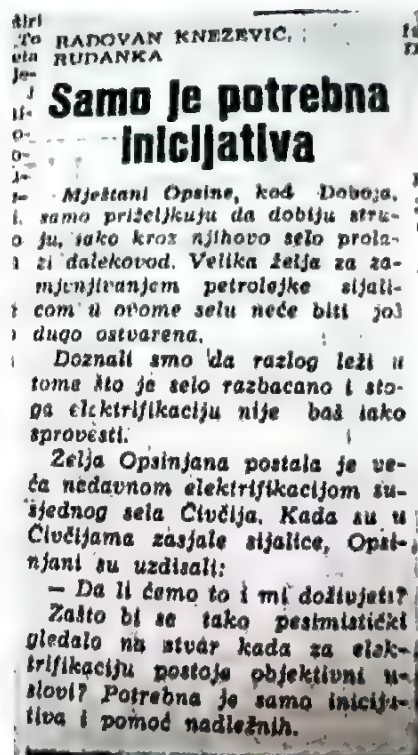 RADOVAN KNEZEVIĆ,
RUDANKA
Samo je potrebna
inicijativa
Mještani Opsine, kod Doboja,
samo priželjkuju da dobiju stru-
ju, iako kroz njihovo selo prola-
zi dalekovod. Velika želja za za-
mjenjivanjem petrolejke sijali-
com u ovome selu neće biti još
dugo ostvarena.
Doznali smo da razlog leži u
tome što je selo razbacano i sto-
ga elektrifikaciju nije baš lako
sprovesti.
Želja Opsinjana postala je ve-
ća nedavnom elektrifikacijom su-
sjednog sela Čivčija. Kada su u
Čivčijama zasjale sijalice, Opsi-
njani su uzdisali:
— Da li ćemo to i mi doživjeti?
Zašto bi se tako pesimistički
gledalo na stvar kada za elek-
trifikaciju postoje objektivni u-
slovi? Potrebna je samo inicija-
tiva i pomoć nadležnih.